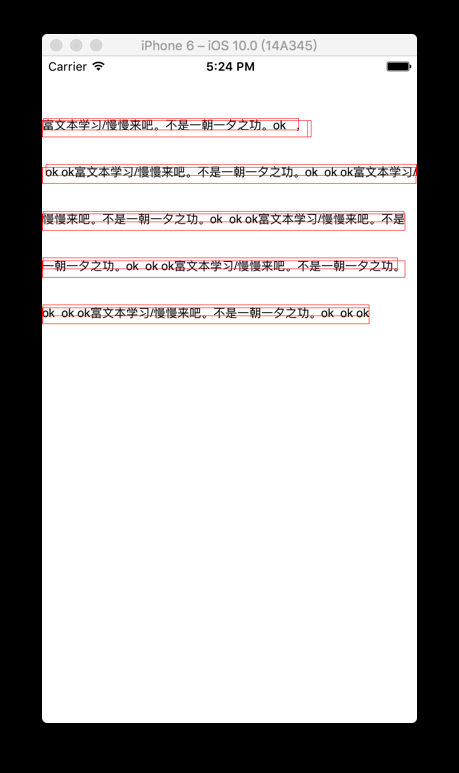 iPhone 6 – iOS 10.0 (14A345)
Carrier 5:24 PM
富文本学习/慢慢来吧。不是一朝一夕之功。ok ，
ok ok富文本学习/慢慢来吧。不是一朝一夕之功。ok ok ok富文本学习/
慢慢来吧。不是一朝一夕之功。ok ok ok富文本学习/慢慢来吧。不是
一朝一夕之功。ok ok ok富文本学习/慢慢来吧。不是一朝一夕之功。
ok ok ok富文本学习/慢慢来吧。不是一朝一夕之功。ok ok ok